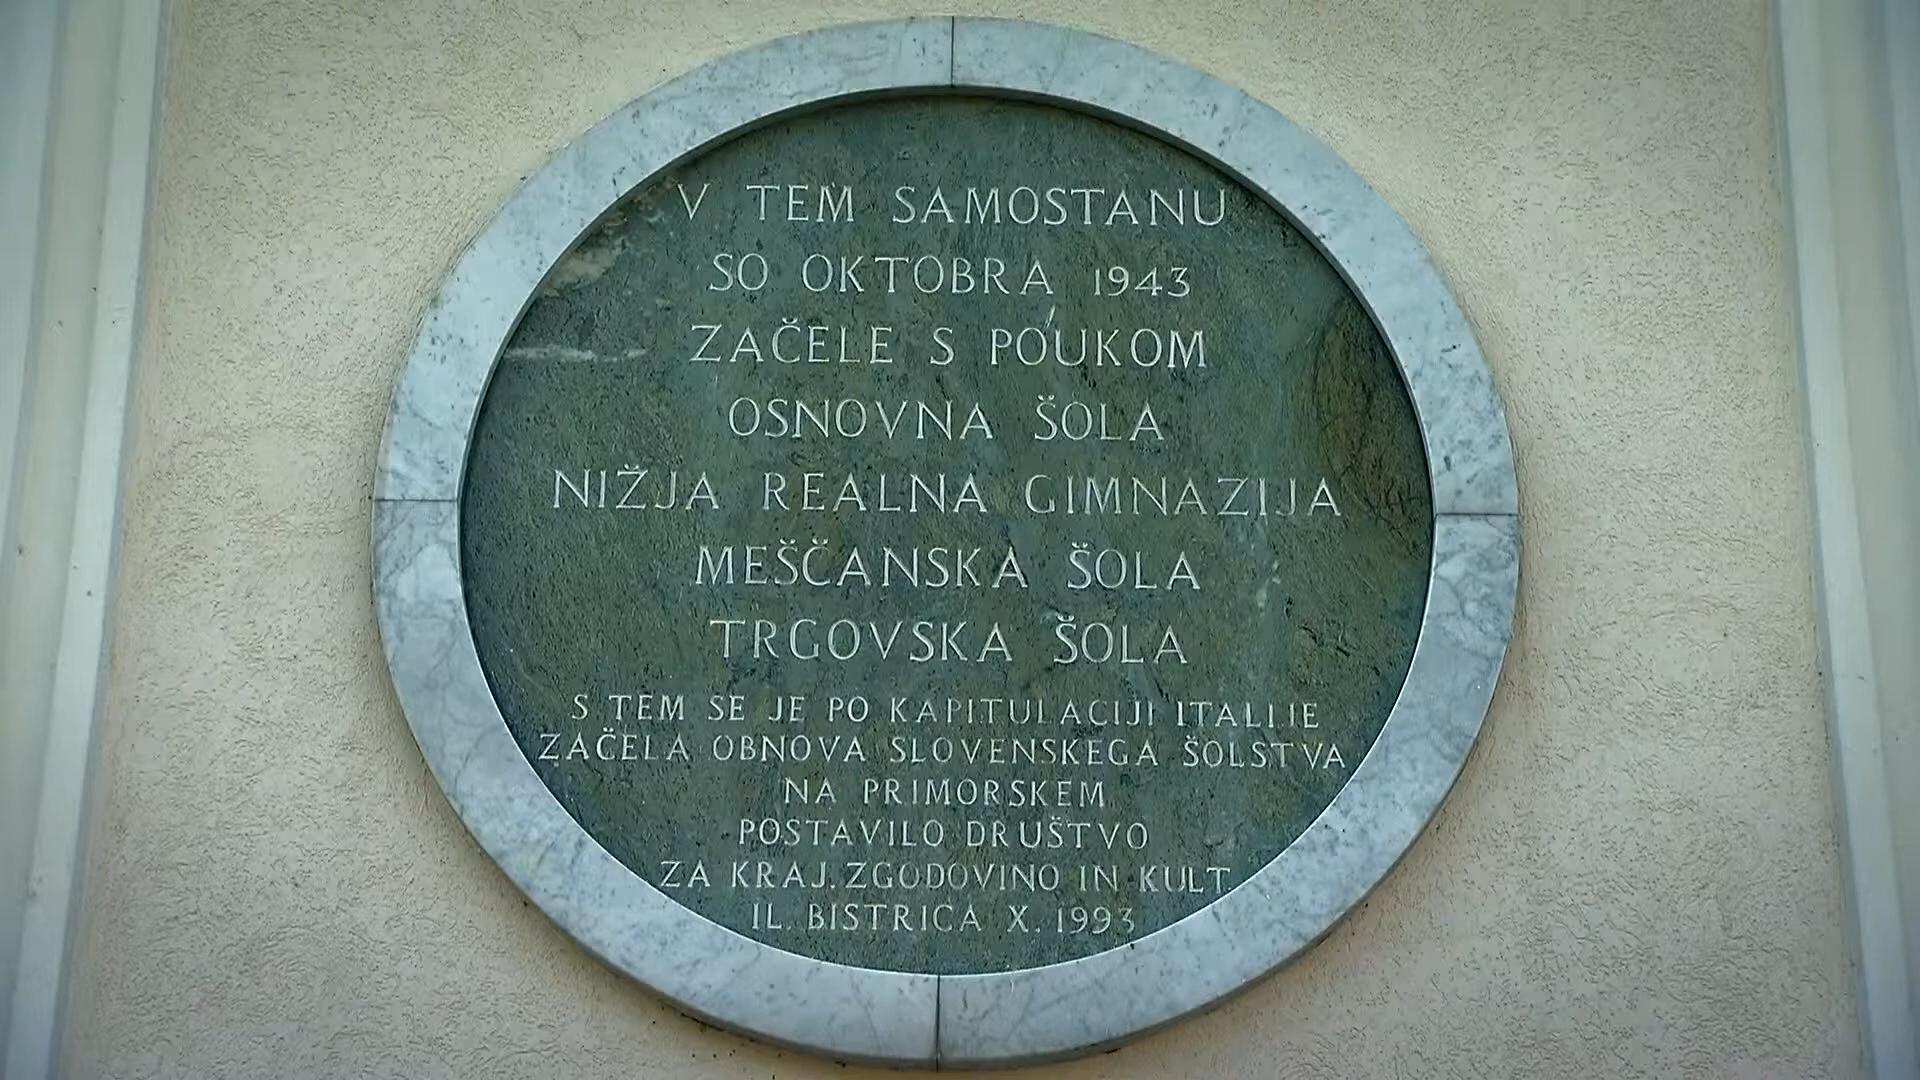 V TEM SAMOSTANU
SO OKTOBRA 1943
ZAČELE S POUKOM
OSNOVNA ŠOLA
NIŽJA REALNA GIMNAZIJA
MEŠČANSKA ŠOLA
TRGOVSKA ŠOLA
S TEM SE JE PO KAPITULACIJI ITALIJE
ZAČELA OBNOVA SLOVENSKEGA ŠOLSTVA
NA PRIMORSKEM
POSTAVILO DRUŠTVO
ZA KRAJ. ZGODOVINO IN KULT.
IL. BISTRICA X. 1993